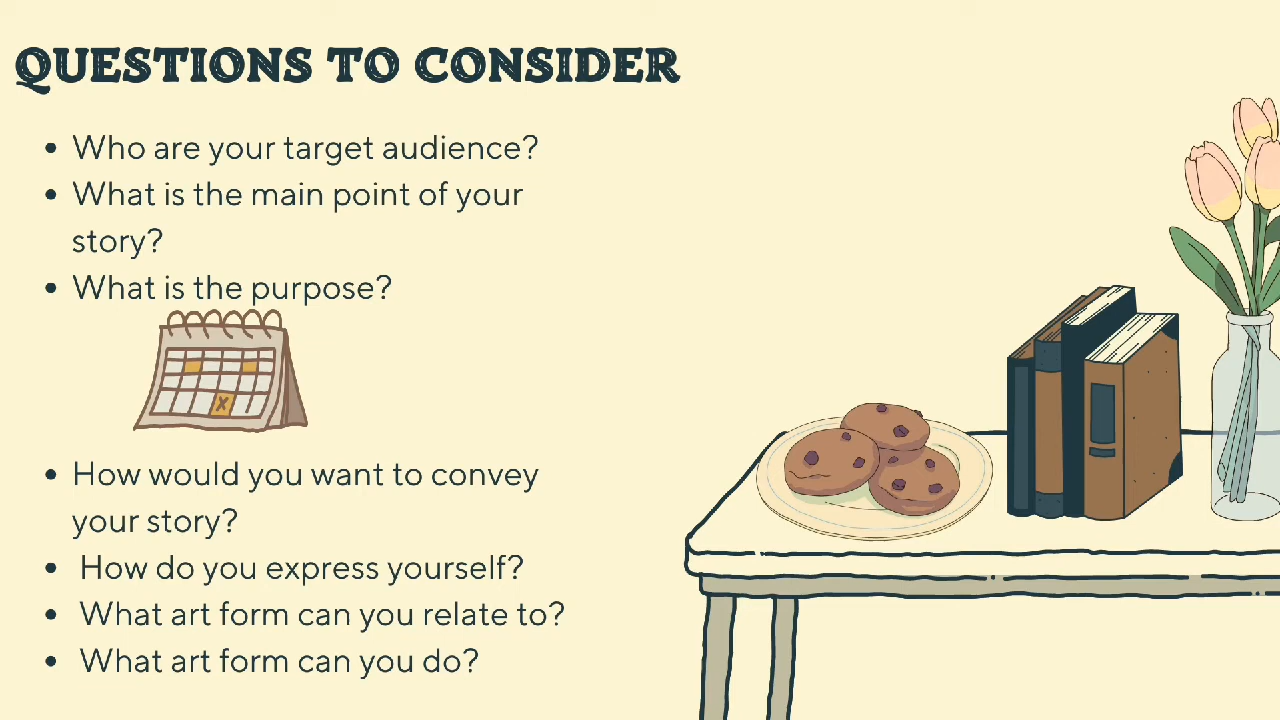 QUESTIONS TO CONSIDER
• Who are your target audience?
• What is the main point of your
story?
• What is the purpose?
X
• How would you want to convey
your story?
• How do you express yourself?
• What art form can you relate to?
• What art form can you do?